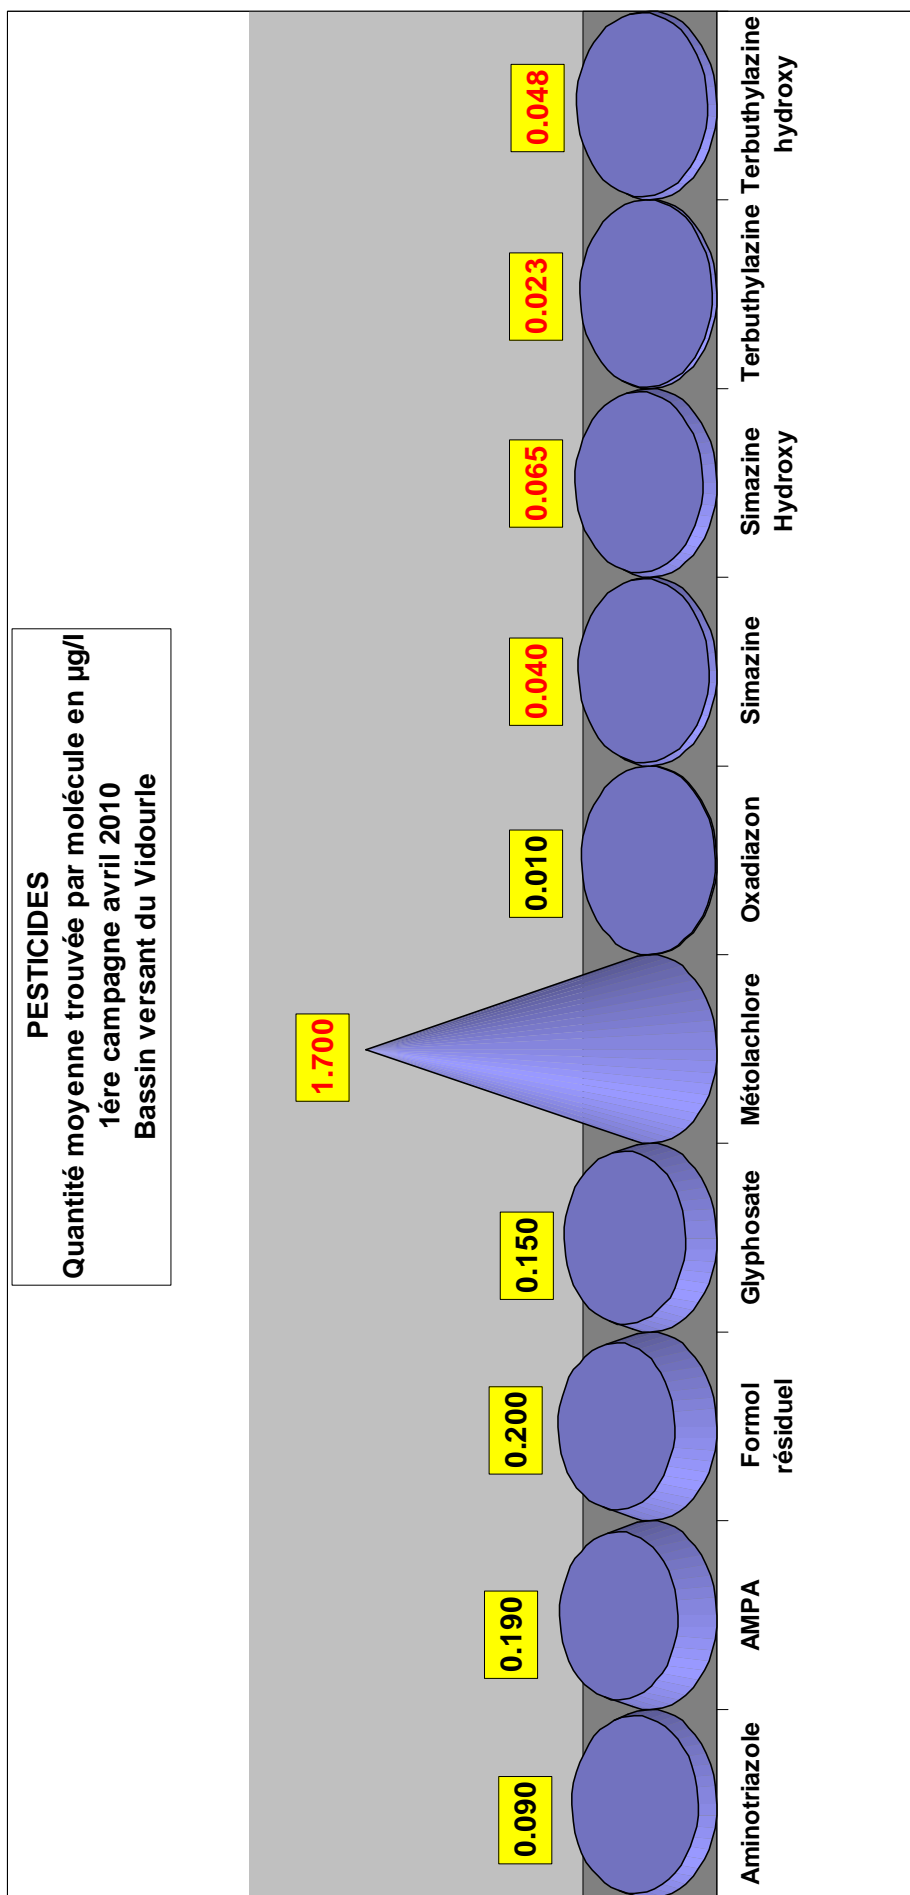 PESTICIDES
Quantité moyenne trouvée par molécule en µg/l
1ére campagne avril 2010
Bassin versant du Vidourle
0.090
0.190
0.200
0.150
1.700
0.010
0.040
0.065
0.023
0.048
Aminotriazole
AMPA
Formol
résiduel
Glyphosate
Métolachlore
Oxadiazon
Simazine
Simazine
Hydroxy
Terbuthylazine
Terbuthylazine
hydroxy